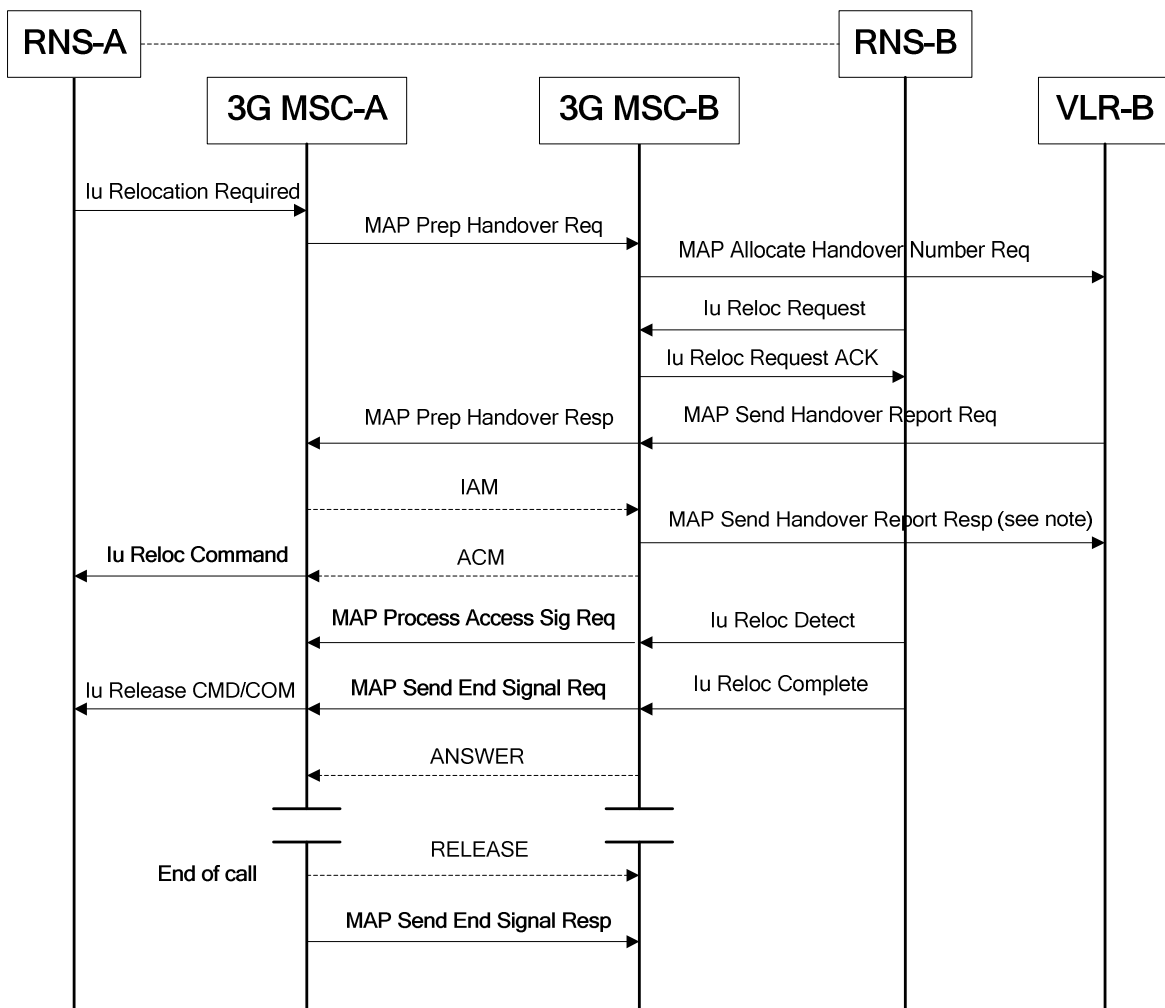 RNS-A
RNS-B
3G MSC-A
3G MSC-B
VLR-B
Iu Relocation Required
MAP Prep Handover Req
MAP Allocate Handover Number Req
Iu Reloc Request
Iu Reloc Request ACK
MAP Prep Handover Resp
MAP Send Handover Report Req
IAM
MAP Send Handover Report Resp (see note)
Iu Reloc Command
ACM
MAP Process Access Sig Req
Iu Reloc Detect
Iu Release CMD/COM
MAP Send End Signal Req
Iu Reloc Complete
ANSWER
RELEASE
End of call
MAP Send End Signal Resp